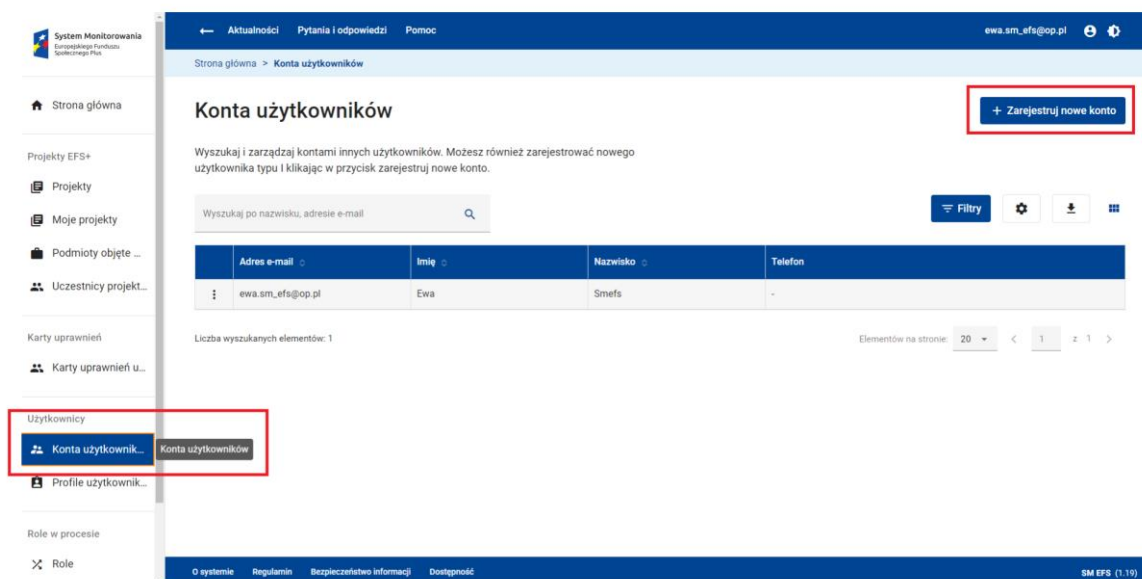 System Monitorowania
Europejskiego Funduszu
Społecznego Plus
Strona główna
Projekty EFS+
Projekty
Moje projekty
Podmioty objęte ...
Uczestnicy projekt...
Karty uprawnień
Karty uprawnień u...
Użytkownicy
Konta użytkownik...
Konta użytkowników
Profile użytkownik...
Role w procesie
Role
Aktualności Pytania i odpowiedzi Pomoc
ewa.sm_efs@op.pl
Strona główna > Konta użytkowników
Konta użytkowników
+ Zarejestruj nowe konto
Wyszukaj i zarządzaj kontami innych użytkowników. Możesz również zarejestrować nowego
użytkownika typu I klikając w przycisk zarejestruj nowe konto.
Wyszukaj po nazwisku, adresie e-mail
Filtry
Adres e-mail Imię Nazwisko Telefon
ewa.sm_efs@op.pl Ewa Smefs -
Liczba wyszukanych elementów: 1
Elementów na stronie: 20 < 1 z 1 >
O systemie Regulamin Bezpieczeństwo informacji Dostępność
SM EFS (1.19)